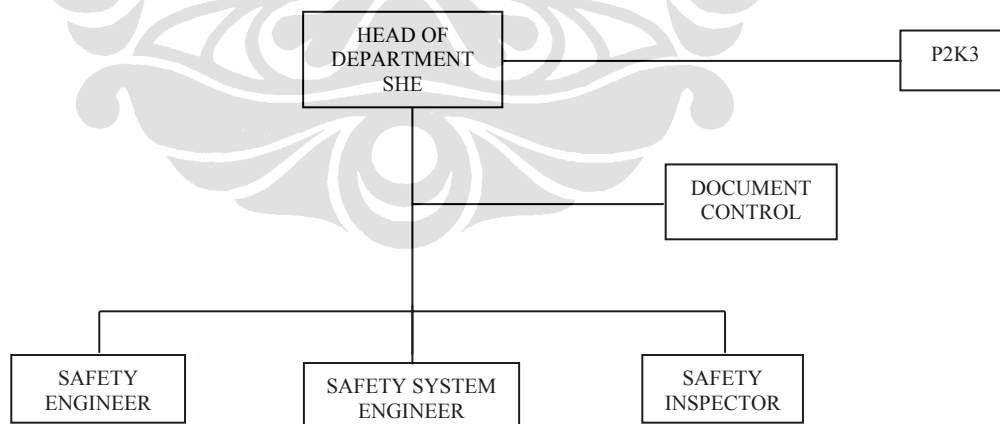 HEAD OF
DEPARTMENT
SHE
P2K3
DOCUMENT
CONTROL
SAFETY
ENGINEER
SAFETY SYSTEM
ENGINEER
SAFETY
INSPECTOR